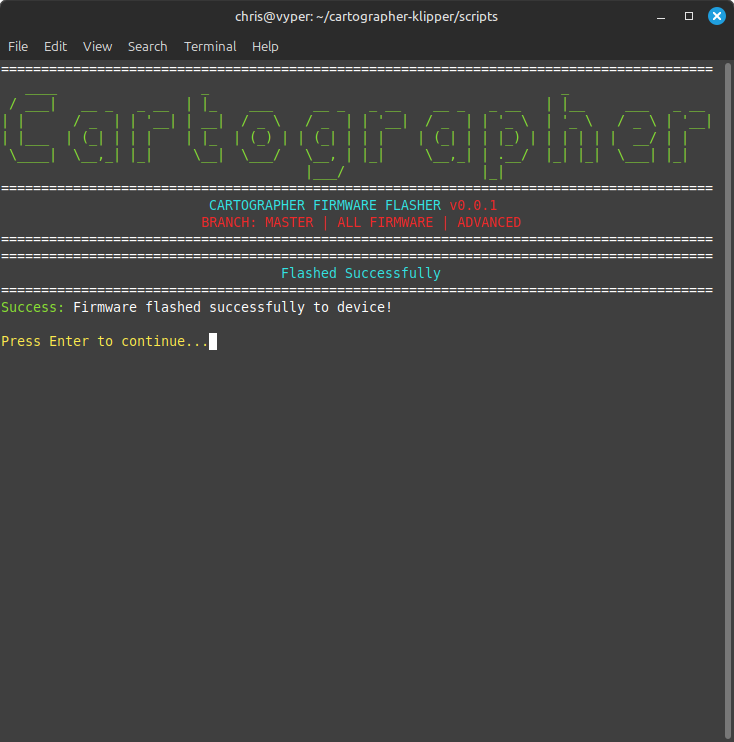 chris@vyper: ~/cartographer-klipper/scripts
File Edit View Search Terminal Help
=========================================================================================
Cartographer
=========================================================================================
CARTOGRAPHER FIRMWARE FLASHER v0.0.1
BRANCH: MASTER | ALL FIRMWARE | ADVANCED
=========================================================================================
=========================================================================================
Flashed Successfully
=========================================================================================
Success: Firmware flashed successfully to device!
Press Enter to continue...